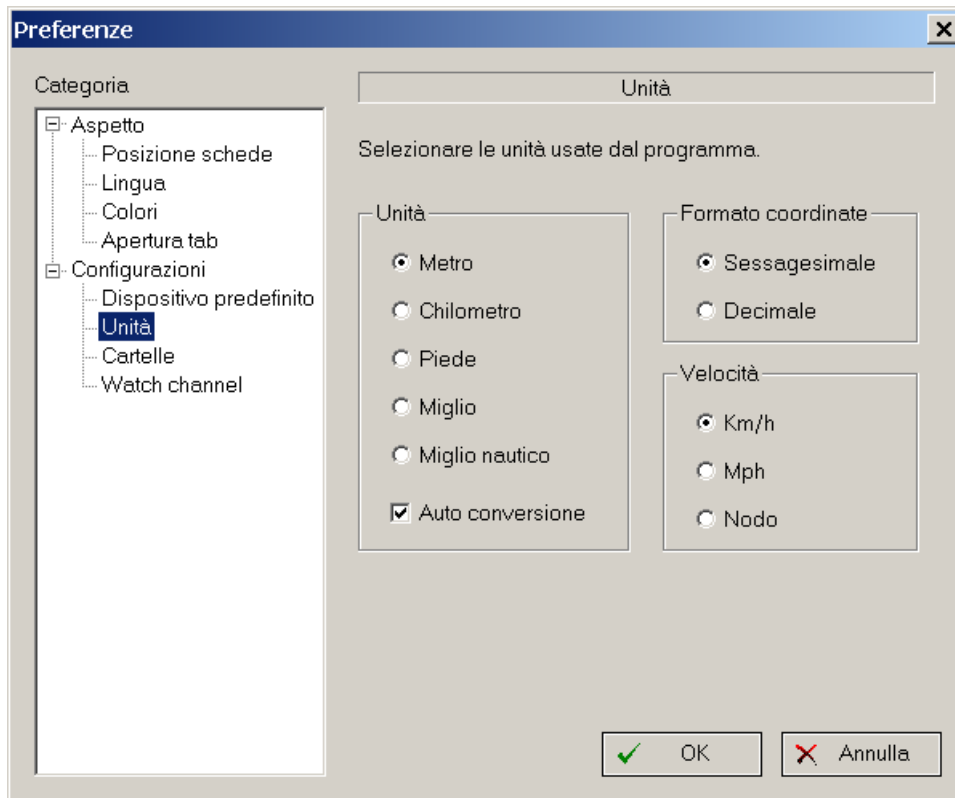 Preferenze
Categoria
Aspetto
Posizione schede
Lingua
Colori
Apertura tab
Configurazioni
Dispositivo predefinito
Unità
Cartelle
Watch channel
Unità
Selezionare le unità usate dal programma.
Unità
Metro
Chilometro
Piede
Miglio
Miglio nautico
Auto conversione
Formato coordinate
Sessagesimale
Decimale
Velocità
Km/h
Mph
Nodo
OK
Annulla